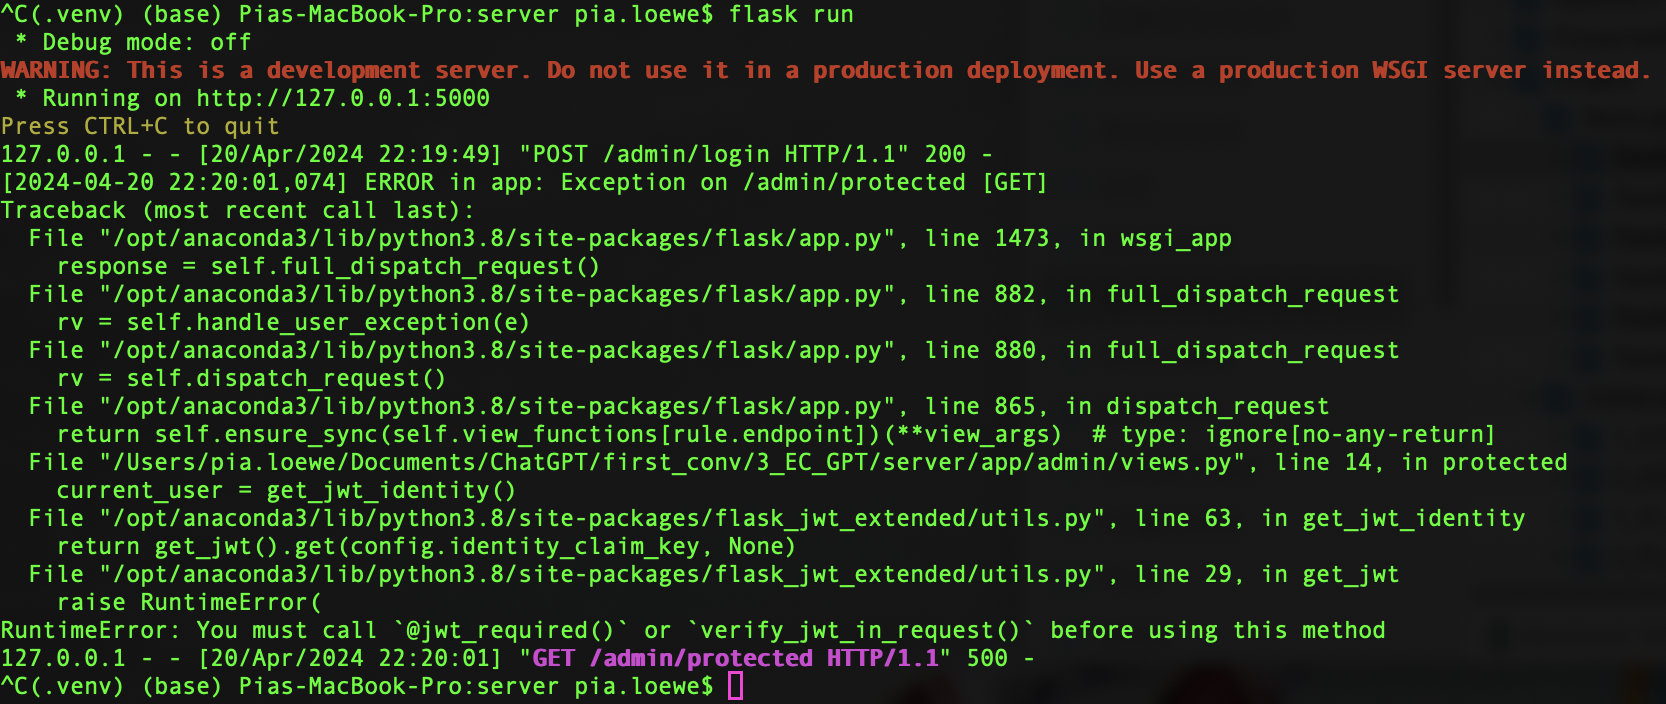 ^C(.venv) (base) Pias-MacBook-Pro:server pia.loewe$ flask run
 * Debug mode: off
WARNING: This is a development server. Do not use it in a production deployment. Use a production WSGI server instead.
 * Running on http://127.0.0.1:5000
Press CTRL+C to quit
127.0.0.1 - - [20/Apr/2024 22:19:49] "POST /admin/login HTTP/1.1" 200 -
[2024-04-20 22:20:01,074] ERROR in app: Exception on /admin/protected [GET]
Traceback (most recent call last):
  File "/opt/anaconda3/lib/python3.8/site-packages/flask/app.py", line 1473, in wsgi_app
    response = self.full_dispatch_request()
  File "/opt/anaconda3/lib/python3.8/site-packages/flask/app.py", line 882, in full_dispatch_request
    rv = self.handle_user_exception(e)
  File "/opt/anaconda3/lib/python3.8/site-packages/flask/app.py", line 880, in full_dispatch_request
    rv = self.dispatch_request()
  File "/opt/anaconda3/lib/python3.8/site-packages/flask/app.py", line 865, in dispatch_request
    return self.ensure_sync(self.view_functions[rule.endpoint])(**view_args)  # type: ignore[no-any-return]
  File "/Users/pia.loewe/Documents/ChatGPT/first_conv/3_EC_GPT/server/app/admin/views.py", line 14, in protected
    current_user = get_jwt_identity()
  File "/opt/anaconda3/lib/python3.8/site-packages/flask_jwt_extended/utils.py", line 63, in get_jwt_identity
    return get_jwt().get(config.identity_claim_key, None)
  File "/opt/anaconda3/lib/python3.8/site-packages/flask_jwt_extended/utils.py", line 29, in get_jwt
    raise RuntimeError(
RuntimeError: You must call `@jwt_required()` or `verify_jwt_in_request()` before using this method
127.0.0.1 - - [20/Apr/2024 22:20:01] "GET /admin/protected HTTP/1.1" 500 -
^C(.venv) (base) Pias-MacBook-Pro:server pia.loewe$